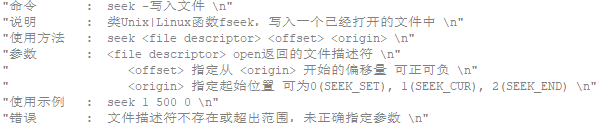 "命令     : seek -写入文件 \n"
"说明     : 类Unix|Linux函数fseek，写入一个已经打开的文件中 \n"
"使用方法   : seek <file descriptor> <offset> <origin> \n"
"参数     : <file descriptor> open返回的文件描述符 \n"
"        <offset> 指定从 <origin> 开始的偏移量 可正可负 \n"
"        <origin> 指定起始位置 可为0(SEEK_SET), 1(SEEK_CUR), 2(SEEK_END) \n"
"使用示例   : seek 1 500 0 \n"
"错误     : 文件描述符不存在或超出范围，未正确指定参数 \n"